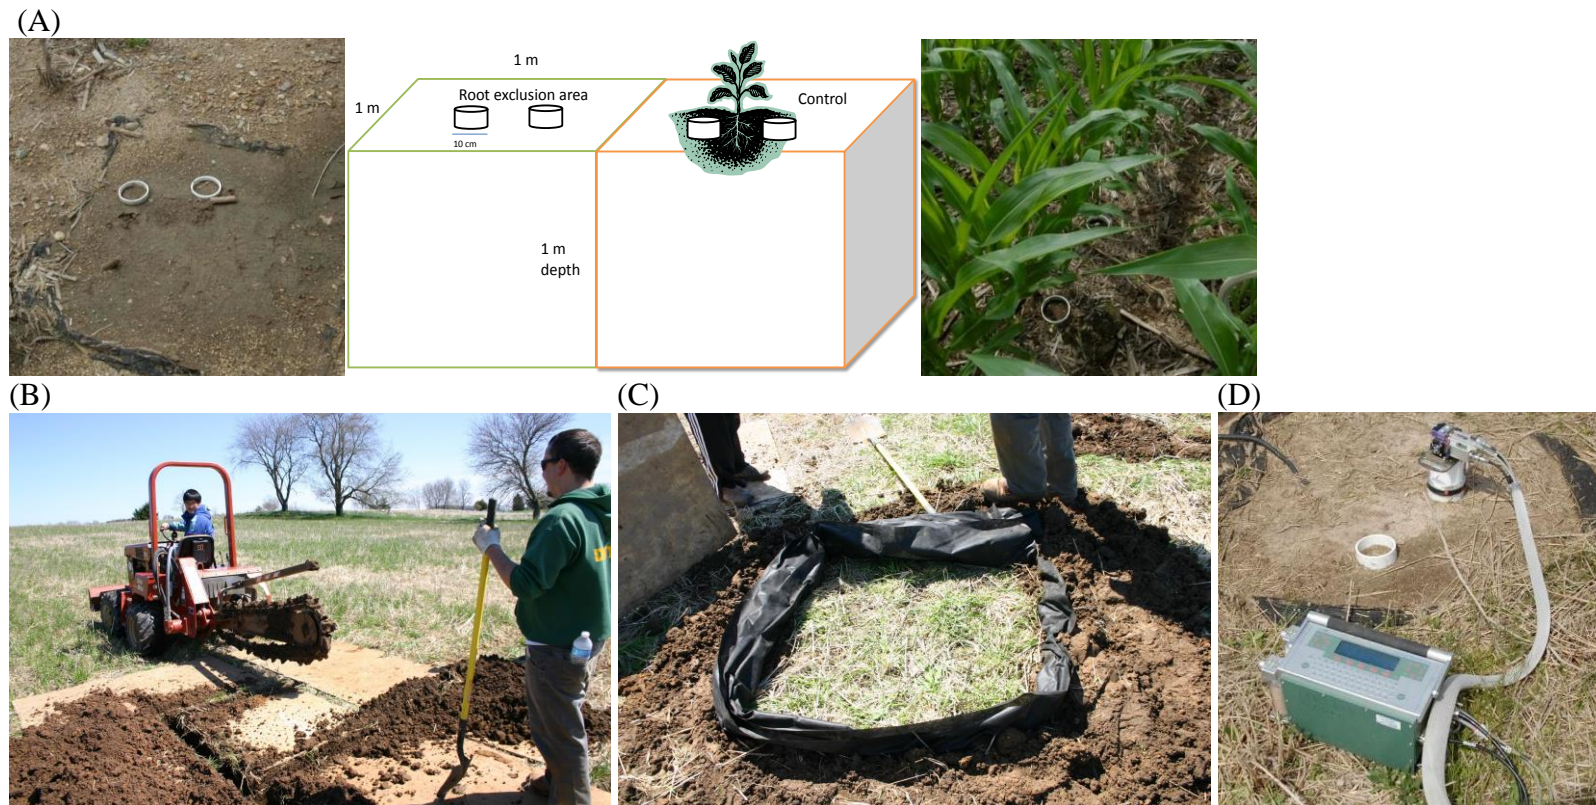 (A)
1 m
1 m
Root exclusion area
Control
10 cm
1 m
depth
(B)
(C)
(D)